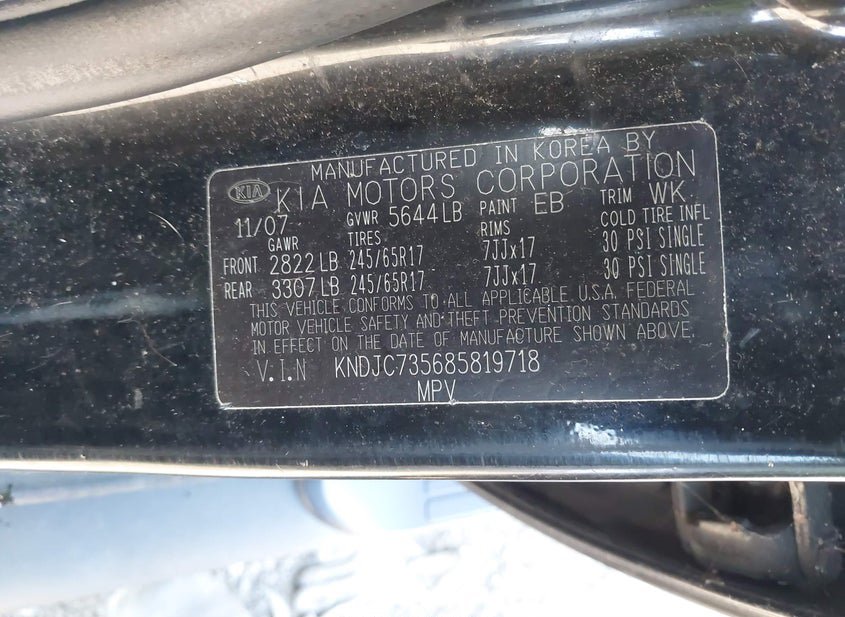 MANUFACTURED IN KOREA BY
KIA KIA MOTORS CORPORATION
11/07 GVWR 5644LB PAINT EB TRIM WK
GAWR TIRES RIMS COLD TIRE INFL
FRONT 2822LB 245/65R17 7JJx17 30 PSI SINGLE
REAR 3307LB 245/65R17 7JJx17 30 PSI SINGLE
THIS VEHICLE CONFORMS TO ALL APPLICABLE U.S.A. FEDERAL
MOTOR VEHICLE SAFETY AND THEFT PREVENTION STANDARDS
IN EFFECT ON THE DATE OF MANUFACTURE SHOWN ABOVE.
V.I.N KNDJC735685819718
MPV